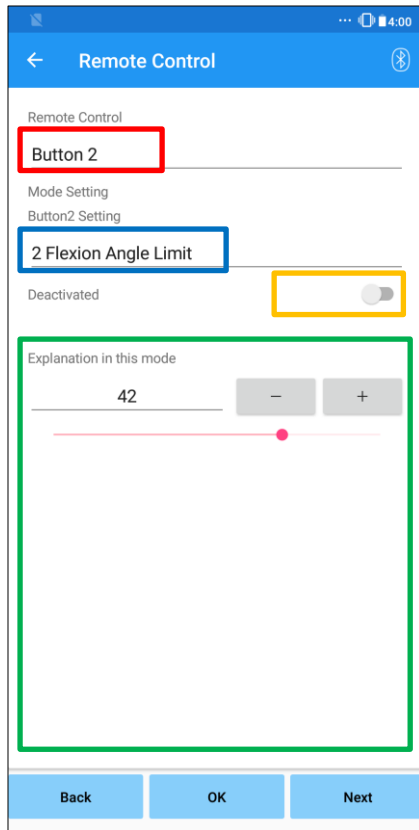 ... 4:00
Remote Control
Remote Control
Button 2
Mode Setting
Button2 Setting
2 Flexion Angle Limit
Deactivated
Explanation in this mode
42 − +
Back OK Next